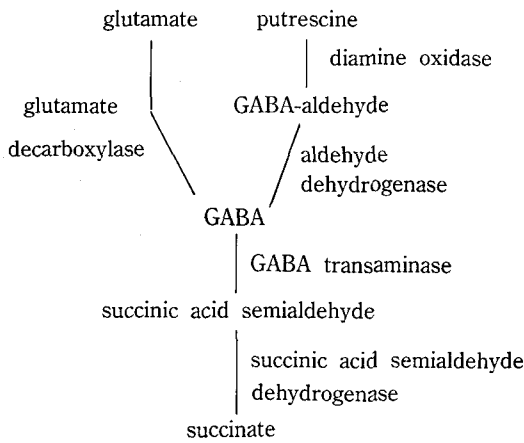 glutamate putrescine
diamine oxidase
glutamate GABA-aldehyde
decarboxylase aldehyde
dehydrogenase
GABA
GABA transaminase
succinic acid semialdehyde
succinic acid semialdehyde
dehydrogenase
succinate